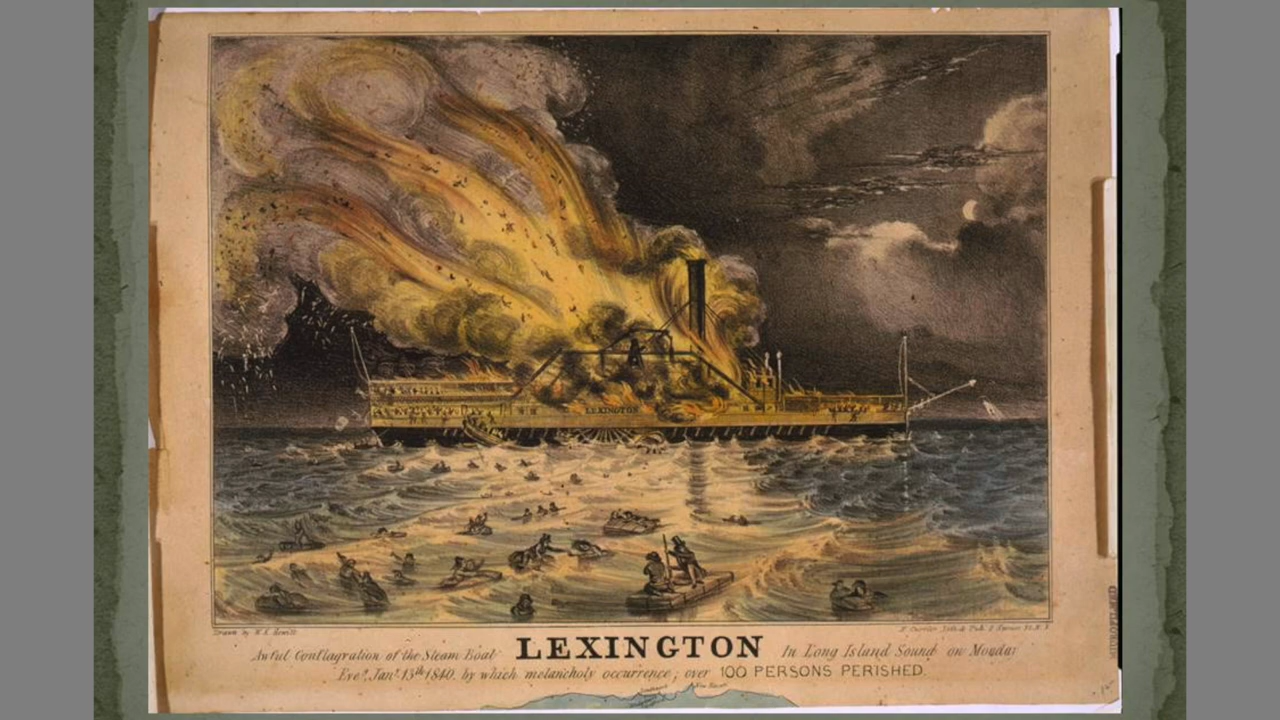 LEXINGTON
Drawn by W.K. Hewitt
N. Currier, Lith. & Pub. 2 Spruce St. N.Y.
Awful Conflagration of the Steam Boat LEXINGTON In Long Island Sound on Monday
Eve.g Jan.y 13th 1840, by which melancholy occurrence; over 100 PERSONS PERISHED.
MICROFILMED